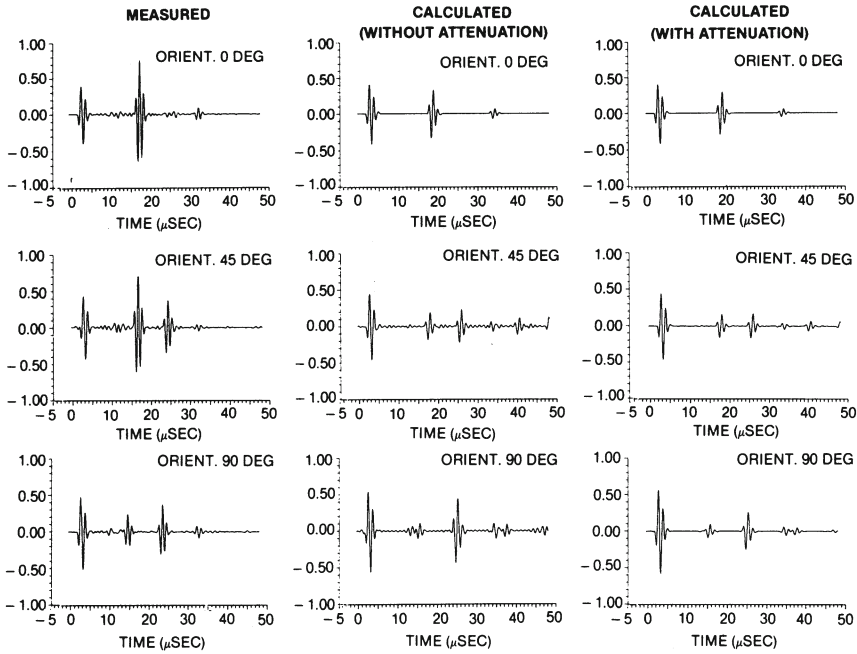 MEASURED
CALCULATED
(WITHOUT ATTENUATION)
CALCULATED
(WITH ATTENUATION)
1.00
0.50
0.00
– 0.50
– 1.00
ORIENT. 0 DEG
– 5 0 10 20 30 40 50
TIME (μSEC)
1.00
0.50
0.00
– 0.50
– 1.00
ORIENT. 0 DEG
– 5 0 10 20 30 40 50
TIME (μSEC)
1.00
0.50
0.00
– 0.50
– 1.00
ORIENT. 0 DEG
– 5 0 10 20 30 40 50
TIME (μSEC)
1.00
0.50
0.00
– 0.50
– 1.00
ORIENT. 45 DEG
– 5 0 10 20 30 40 50
TIME (μSEC)
1.00
0.50
0.00
– 0.50
– 1.00
ORIENT. 45 DEG
– 5 0 10 20 30 40 50
TIME (μSEC)
1.00
0.50
0.00
– 0.50
– 1.00
ORIENT. 45 DEG
– 5 0 10 20 30 40 50
TIME (μSEC)
1.00
0.50
0.00
– 0.50
– 1.00
ORIENT. 90 DEG
– 5 0 10 20 30 40 50
TIME (μSEC)
1.00
0.50
0.00
– 0.50
– 1.00
ORIENT. 90 DEG
– 5 0 10 20 30 40 50
TIME (μSEC)
1.00
0.50
0.00
– 0.50
– 1.00
ORIENT. 90 DEG
– 5 0 10 20 30 40 50
TIME (μSEC)